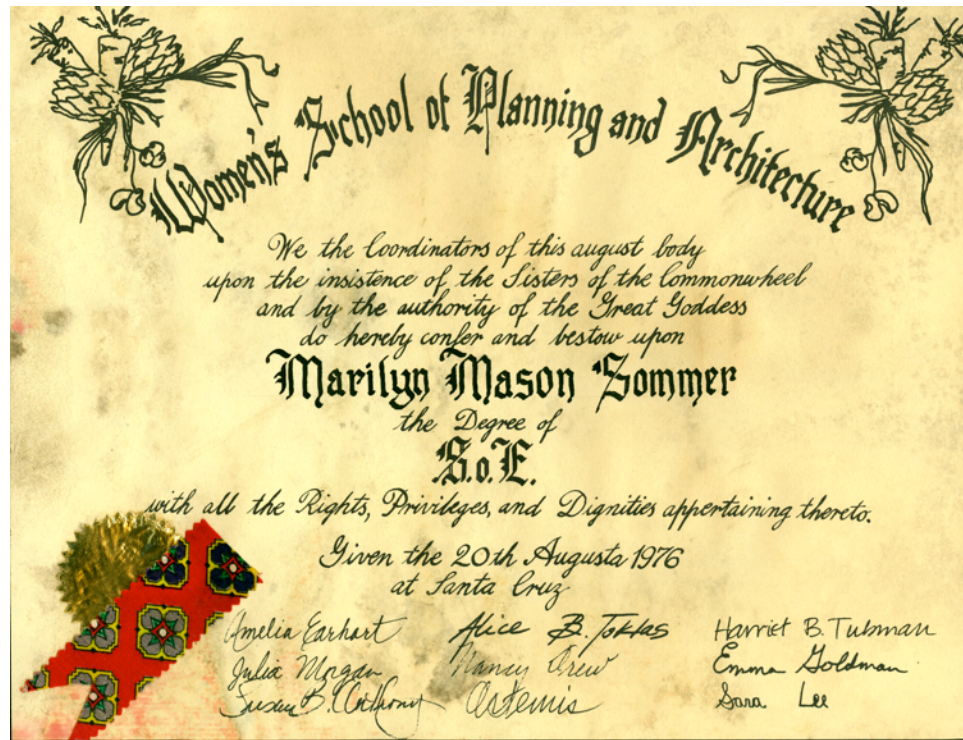 Women's School of Planning and Architecture
We the Coordinators of this august body
upon the insistence of the Sisters of the Commonwheel
and by the authority of the Great Goddess
do hereby confer and bestow upon
Marilyn Mason Sommer
the Degree of
S.o.E.
with all the Rights, Privileges, and Dignities appertaining thereto.
Given the 20th Augusta 1976
at Santa Cruz
Amelia Earhart Alice B. Toklas Harriet B. Tubman
Julia Morgan Nancy Drew Emma Goldman
Susan B. Anthony Artemis Sara Lee